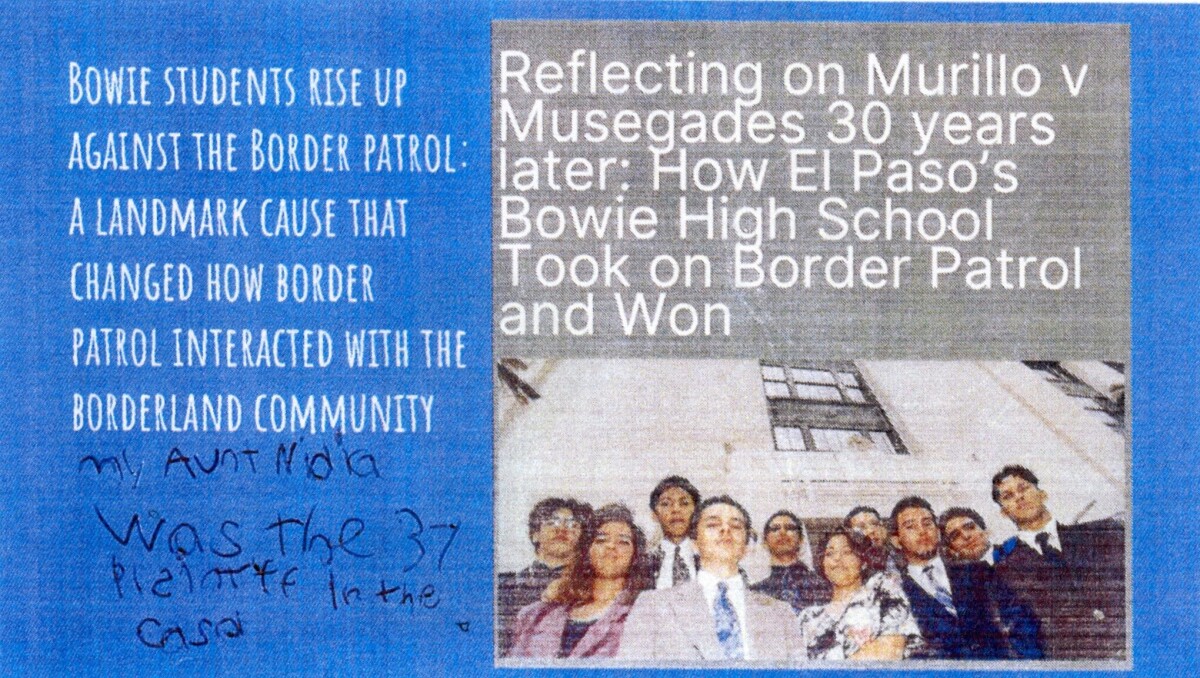 Bowie students rise up
against the Border patrol:
a landmark cause that
changed how border
patrol interacted with the
borderland community
my Aunt Nidia
Was the 37
Plaintff In the
Casa
Reflecting on Murillo v
Musegades 30 years
later: How El Paso's
Bowie High School
Took on Border Patrol
and Won